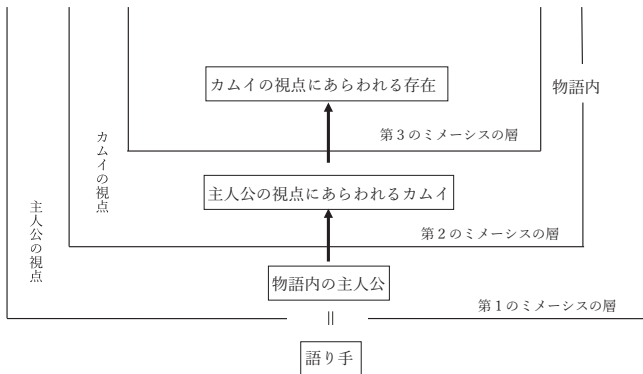 カムイの視点にあらわれる存在
物語内
第３のミメーシスの層
カムイの視点
主人公の視点にあらわれるカムイ
主人公の視点
第２のミメーシスの層
物語内の主人公
第１のミメーシスの層
＝
語り手